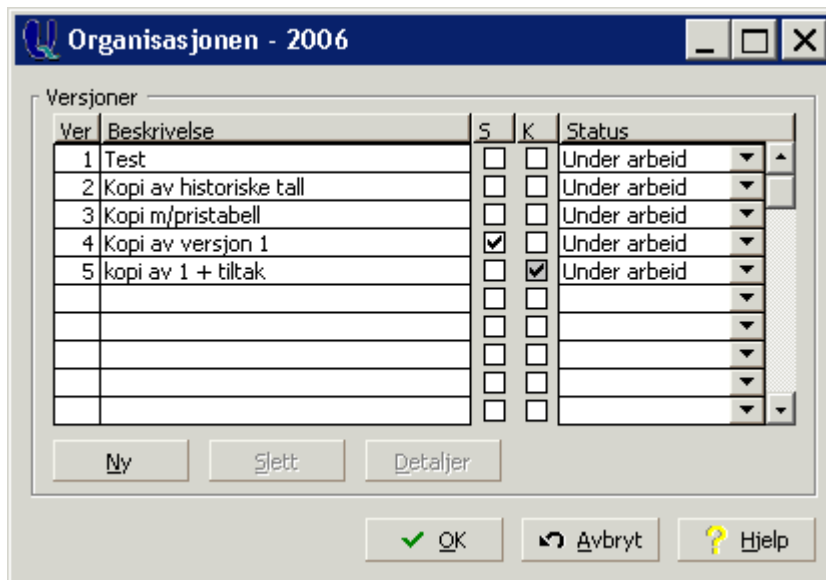 Organisasjonen - 2006
Versjoner
Ver Beskrivelse S K Status
1 Test Under arbeid
2 Kopi av historiske tall Under arbeid
3 Kopi m/pristabell Under arbeid
4 Kopi av versjon 1 Under arbeid
5 kopi av 1 + tiltak Under arbeid
Ny Slett Detaljer
OK Avbryt Hjelp